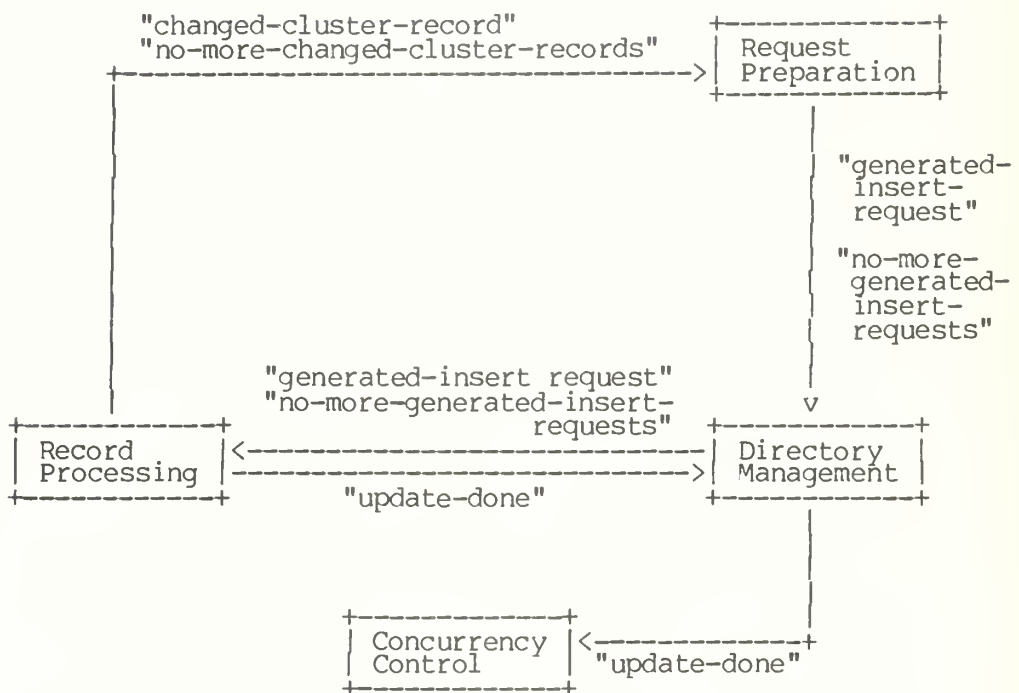 "changed-cluster-record"
"no-more-changed-cluster-records"
Request
Preparation
"generated-
insert-
request"
"no-more-
generated-
insert-
requests"
"generated-insert request"
"no-more-generated-insert-
requests"
Record
Processing
Directory
Management
"update-done"
Concurrency
Control
"update-done"